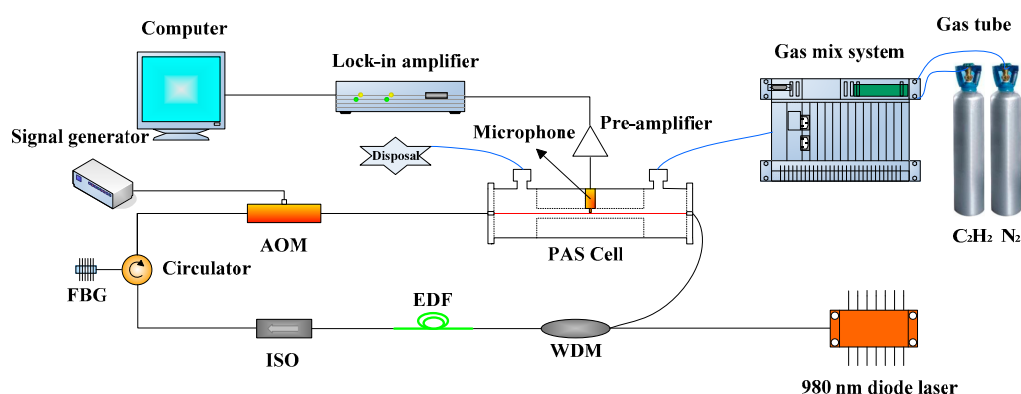 Computer
Lock-in amplifier
Gas mix system
Gas tube
Signal generator
Microphone
Pre-amplifier
Disposal
AOM
PAS Cell
C₂H₂ N₂
Circulator
FBG
EDF
ISO
WDM
980 nm diode laser